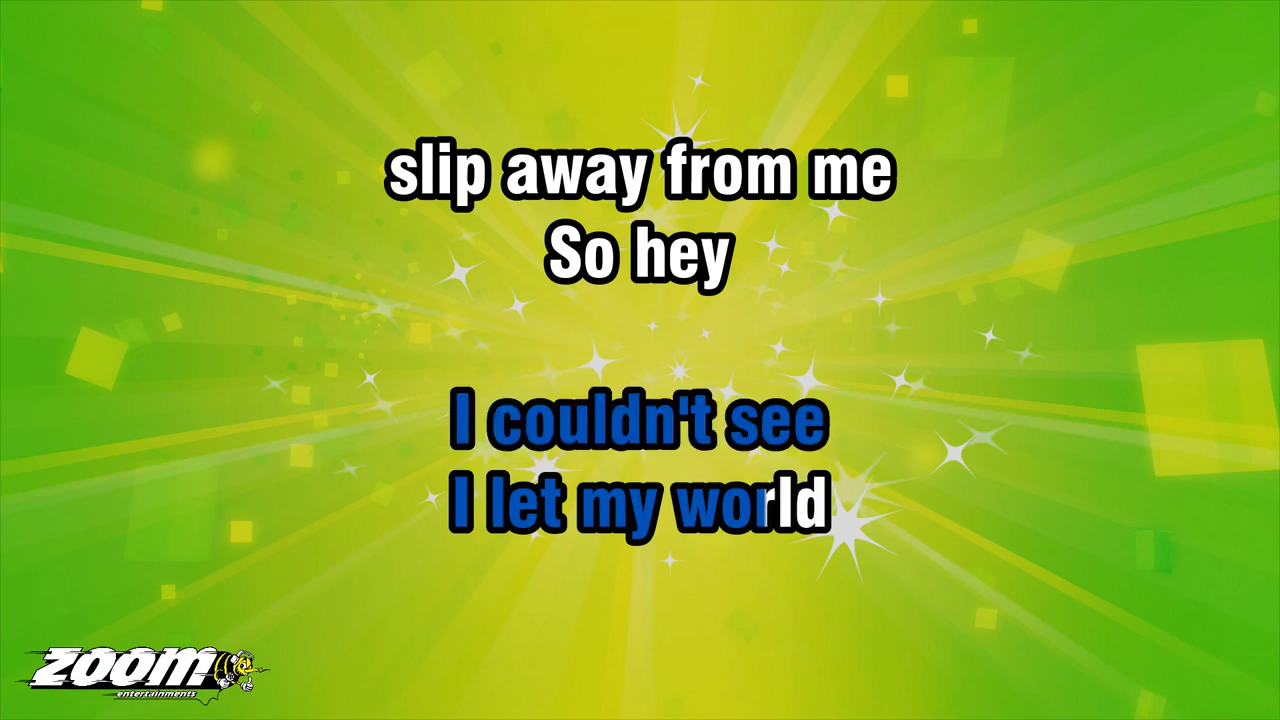 slip away from me
So hey
I couldn't see
I let my world
ZOOM
entertainments